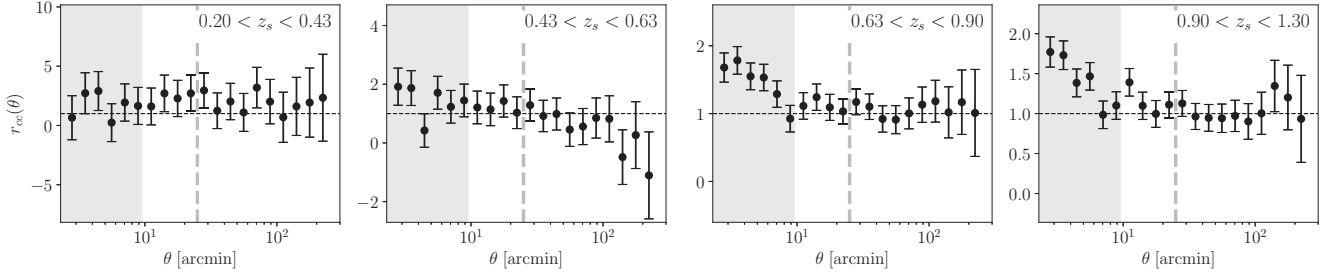 0.20 < z_s < 0.43
10
5
0
−5
r_cc(θ)
10^1
10^2
θ [arcmin]
0.43 < z_s < 0.63
4
2
0
−2
10^1
10^2
θ [arcmin]
0.63 < z_s < 0.90
2
1
0
10^1
10^2
θ [arcmin]
0.90 < z_s < 1.30
2.0
1.5
1.0
0.5
0.0
10^1
10^2
θ [arcmin]